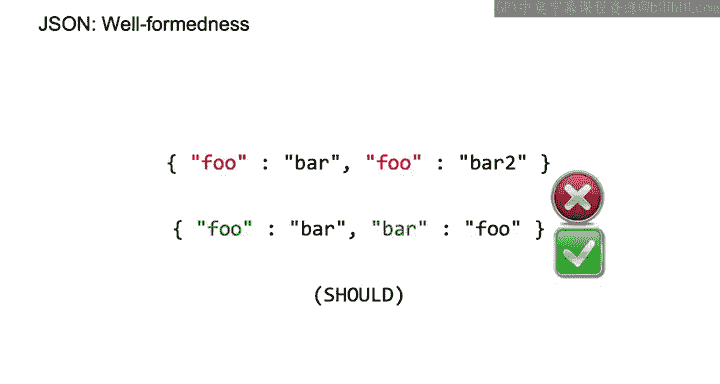 JSON: Well-formedness
{ "foo" : "bar", "foo" : "bar2" }
{ "foo" : "bar", "bar" : "foo" }
(SHOULD)